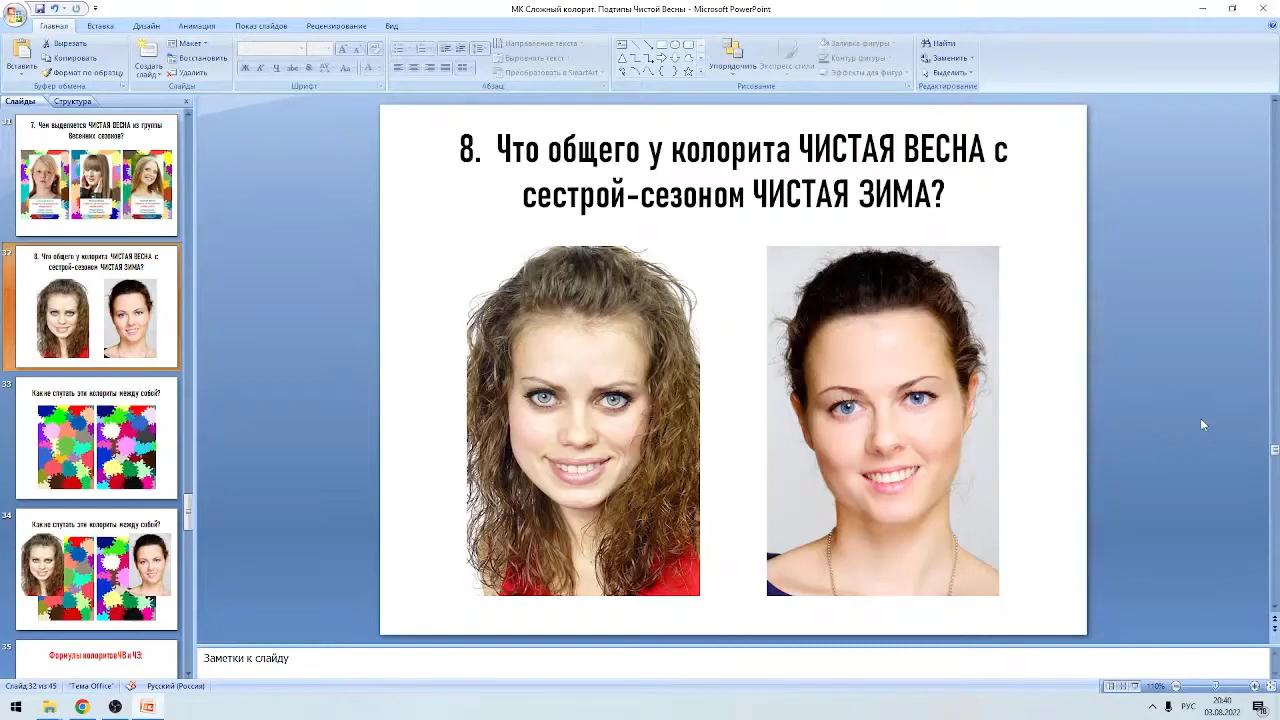 МК Сложный колорит. Подтипы Чистой Весны - Microsoft PowerPoint
Главная Вставка Дизайн Анимация Показ слайдов Рецензирование Вид
Вставить
Вырезать
Копировать
Формат по образцу
Буфер обмена
Создать слайд
Макет
Восстановить
Удалить
Слайды
Шрифт
Направление текста
Выровнять текст
Преобразовать в SmartArt
Абзац
Упорядочить
Экспресс-стили
Заливка фигуры
Контур фигуры
Эффекты для фигур
Рисование
Найти
Заменить
Выделить
Редактирование
Слайды Структура
7. Чем выделяется ЧИСТАЯ ВЕСНА из группы
Весенних сезонов?
32
8. Что общего у колорита ЧИСТАЯ ВЕСНА с
сестрой-сезоном ЧИСТАЯ ЗИМА?
33
Как не спутать эти колориты между собой?
34
Как не спутать эти колориты между собой?
35
Формулы колоритов ЧВ и ЧЗ:
8. Что общего у колорита ЧИСТАЯ ВЕСНА с
сестрой-сезоном ЧИСТАЯ ЗИМА?
Заметки к слайду
Слайд 32 из 45 "Тема Office" Русский (Россия) 110%
РУС 20:40
03.08.2022